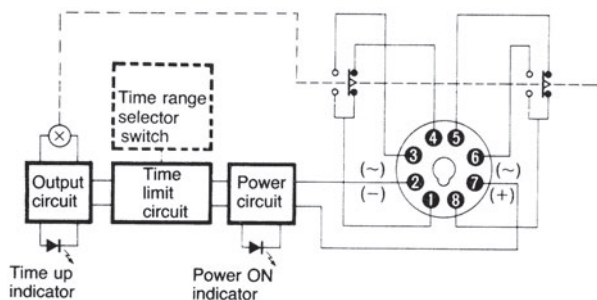 Time range
selector
switch
Output
circuit
Time
limit
circuit
Power
circuit
Time up
indicator
Power ON
indicator
4 5
3 6
(~) (~)
2 7
(−) (+)
1 8